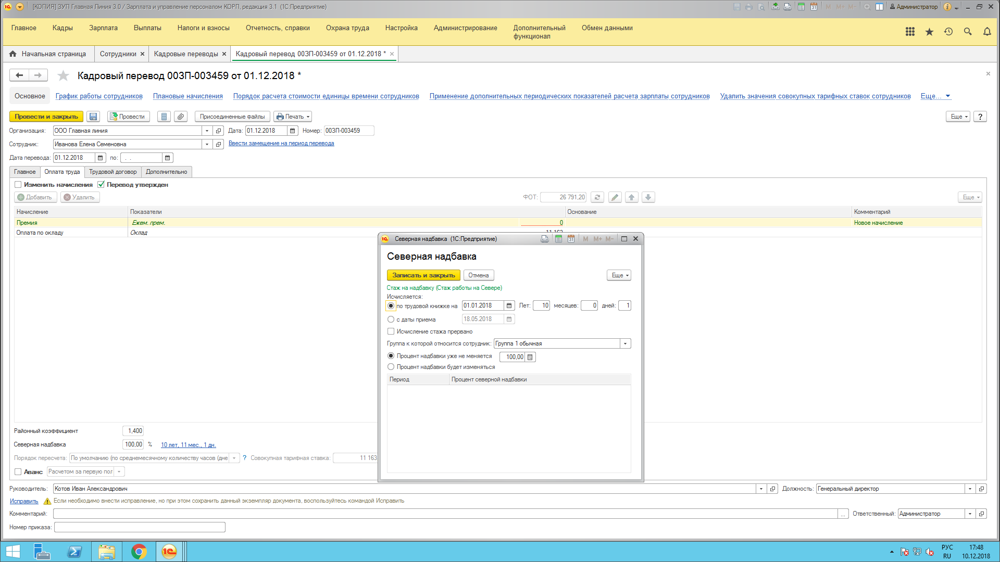 [КОПИЯ] ЗУП Главная Линия 3.0 / Зарплата и управление персоналом КОРП, редакция 3.1 (1С:Предприятие)
M M+ M- Администратор
Главное Кадры Зарплата Выплаты Налоги и взносы Отчетность, справки Охрана труда Настройка Администрирование Дополнительный функционал Обмен данными
Начальная страница Сотрудники × Кадровые переводы × Кадровый перевод 00ЗП-003459 от 01.12.2018 * ×
Кадровый перевод 00ЗП-003459 от 01.12.2018 *
Основное График работы сотрудников Плановые начисления Порядок расчета стоимости единицы времени сотрудников Применение дополнительных периодических показателей расчета зарплаты сотрудников Удалить значения совокупных тарифных ставок сотрудников Еще...
Провести и закрыть Провести Присоединенные файлы Печать Еще ?
Организация: ООО Главная линия Дата: 01.12.2018 Номер: 00ЗП-003459
Сотрудник: Иванова Елена Семеновна Ввести замещение на период перевода
Дата перевода: 01.12.2018 по: . .
Главное Оплата труда Трудовой договор Дополнительно
Изменить начисления Перевод утвержден
Добавить Удалить ФОТ: 26 791,20 Еще
Начисление Показатели Основание Комментарий
Премия Ежем. прем. 0 Новое начисление
Оплата по окладу Оклад 11 163
Северная надбавка (1С:Предприятие) 31 M M+ M-
Северная надбавка
Записать и закрыть Отмена Еще
Стаж на надбавку (Стаж работы на Севере)
Исчисляется:
по трудовой книжке на 01.01.2018 Лет: 10 месяцев: 0 дней: 1
с даты приема 18.05.2018
Исчисление стажа прервано
Группа к которой относится сотрудник: Группа 1 обычная
Процент надбавки уже не меняется 100,00
Процент надбавки будет изменяться
Период Процент северной надбавки
Районный коэффициент 1,400
Северная надбавка 100,00 % 10 лет, 11 мес., 1 дн.
Порядок пересчета: По умолчанию (по среднемесячному количеству часов (дне ? Совокупная тарифная ставка: 11 163
Аванс Расчетом за первую пол
Руководитель: Котов Иван Александрович Должность: Генеральный директор
Исправить Если необходимо внести исправление, но при этом сохранить данный экземпляр документа, воспользуйтесь командой Исправить
Комментарий: ... Ответственный: Администратор
Номер приказа:
РУС 17:48
RU 10.12.2018